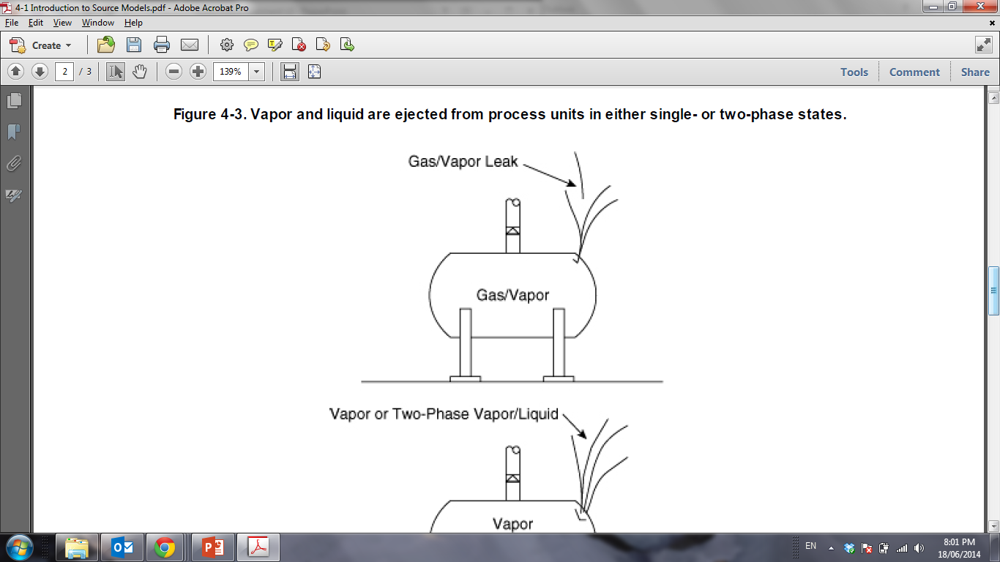 4-1 Introduction to Source Models.pdf - Adobe Acrobat Pro
File Edit View Window Help
Create
2 / 3 139% Tools Comment Share
Figure 4-3. Vapor and liquid are ejected from process units in either single- or two-phase states.
Gas/Vapor Leak
Gas/Vapor
Vapor or Two-Phase Vapor/Liquid
Vapor
EN 8:01 PM
18/06/2014